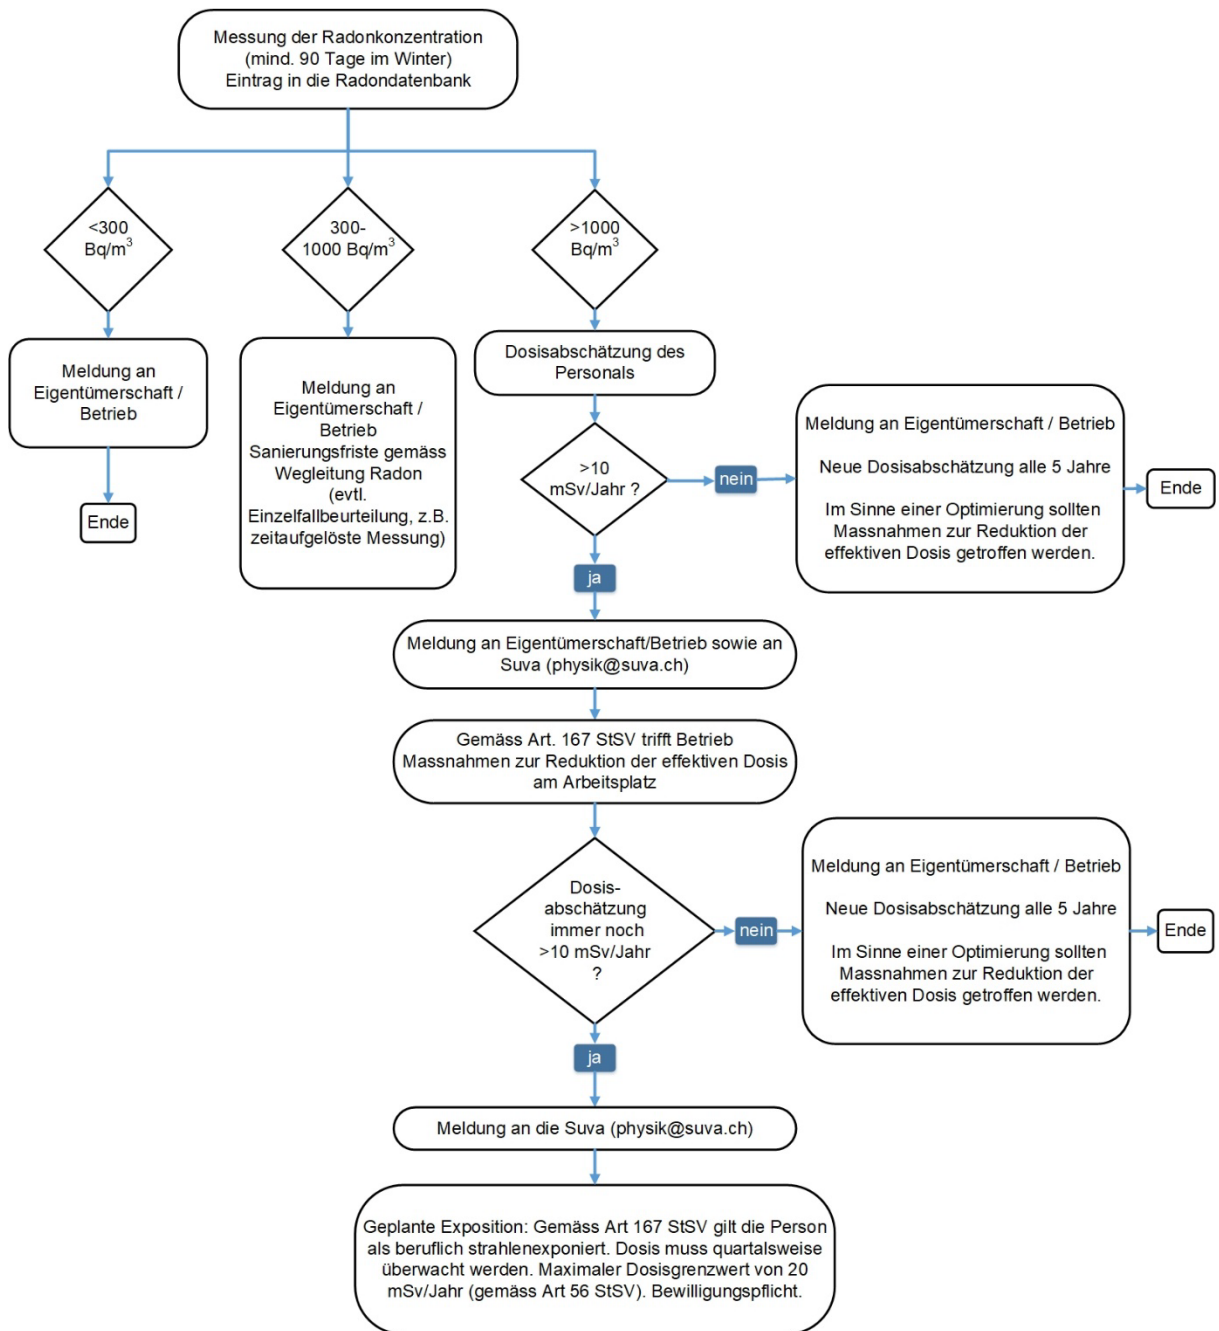 Messung der Radonkonzentration
(mind. 90 Tage im Winter)
Eintrag in die Radondatenbank
<300
Bq/m³
300-
1000 Bq/m³
>1000
Bq/m³
Meldung an
Eigentümerschaft /
Betrieb
Ende
Meldung an
Eigentümerschaft /
Betrieb
Sanierungsfriste gemäss
Wegleitung Radon
(evtl.
Einzelfallbeurteilung, z.B.
zeitaufgelöste Messung)
Dosisabschätzung des
Personals
>10
mSv/Jahr ?
nein
Meldung an Eigentümerschaft / Betrieb
Neue Dosisabschätzung alle 5 Jahre
Im Sinne einer Optimierung sollten
Massnahmen zur Reduktion der
effektiven Dosis getroffen werden.
Ende
ja
Meldung an Eigentümerschaft/Betrieb sowie an
Suva (physik@suva.ch)
Gemäss Art. 167 StSV trifft Betrieb
Massnahmen zur Reduktion der effektiven Dosis
am Arbeitsplatz
Dosis-
abschätzung
immer noch
>10 mSv/Jahr
?
nein
Meldung an Eigentümerschaft / Betrieb
Neue Dosisabschätzung alle 5 Jahre
Im Sinne einer Optimierung sollten
Massnahmen zur Reduktion der
effektiven Dosis getroffen werden.
Ende
ja
Meldung an die Suva (physik@suva.ch)
Geplante Exposition: Gemäss Art 167 StSV gilt die Person
als beruflich strahlenexponiert. Dosis muss quartalsweise
überwacht werden. Maximaler Dosisgrenzwert von 20
mSv/Jahr (gemäss Art 56 StSV). Bewilligungspflicht.